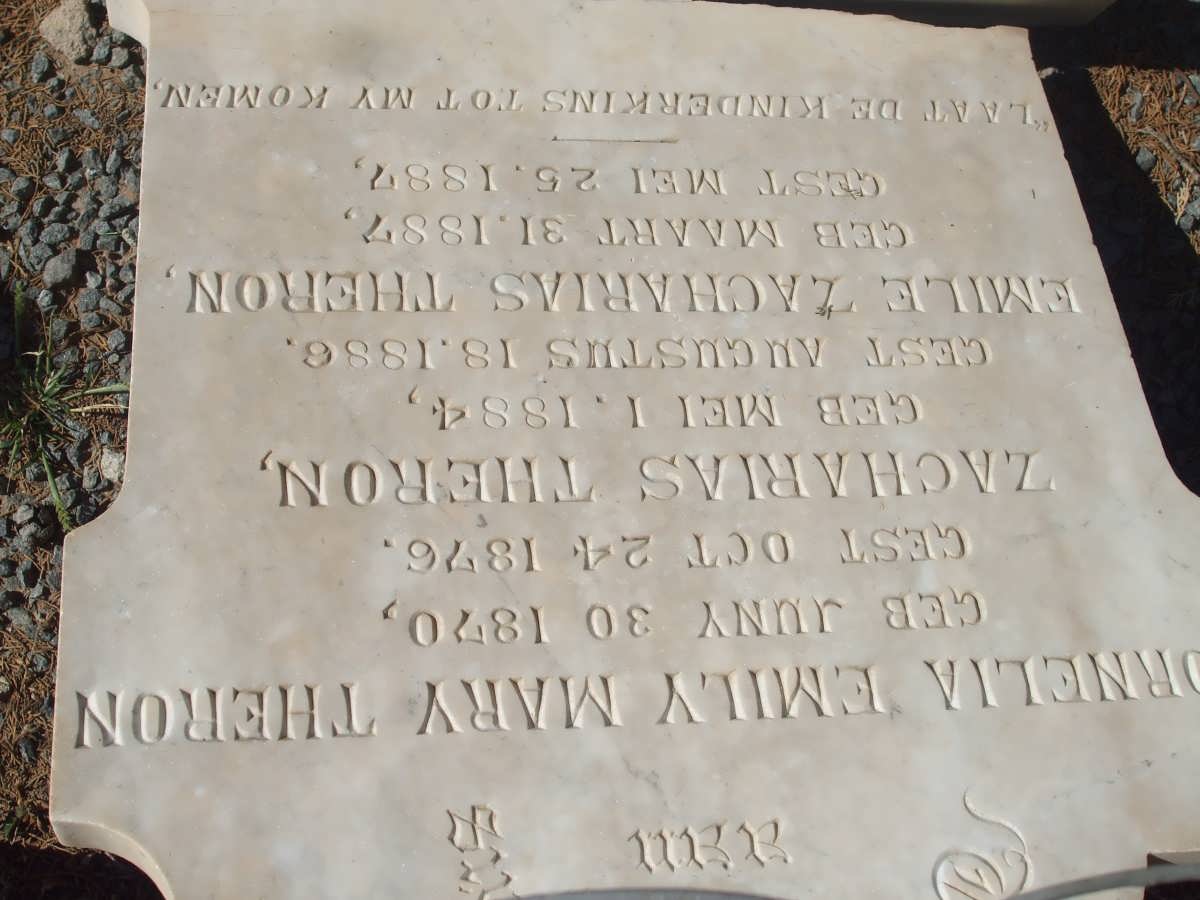 ORNELIA EMILY MARY THERON
GEB JUNY 30 1870,
GEST OCT 24 1876.
ZACHARIAS THERON,
GEB MEI 1. 1884,
GEST AUGUSTUS 18. 1886.
EMILE ZACHARIAS THERON,
GEB MAART 31. 1887,
GEST MEI 25. 1887,
"LAAT DE KINDERKINS TOT MY KOMEN,